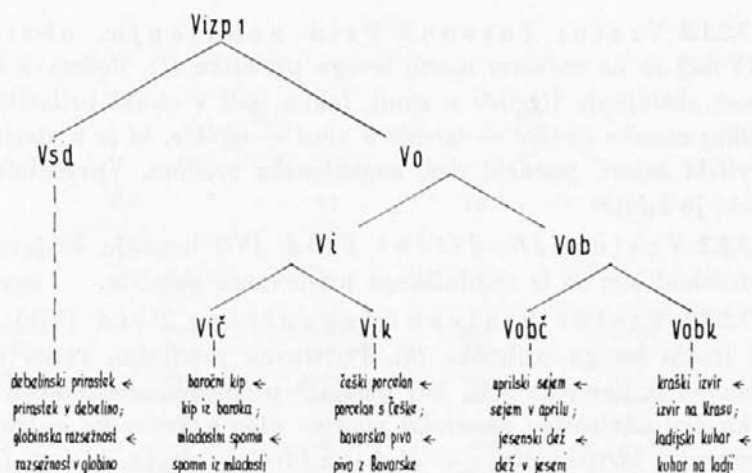 Vizp1
Vsd Vo
Vi Vob
Vič Vik Vobč Vobk
debelinski prirastek ← baročni kip ← češki porcelan ← aprilski sejem ← kraški izvir ←
prirastek v debelino; kip iz baroka; porcelan s Češke; sejem v aprilu; izvir na krasu;
globinska razsežnost ← mladostni spomin ← bavarsko pivo ← jesenski dež ← ladijski kuhar ←
razsežnost v globino spomin iz mladosti pivo z Bavarske dež v jeseni kuhar na ladji